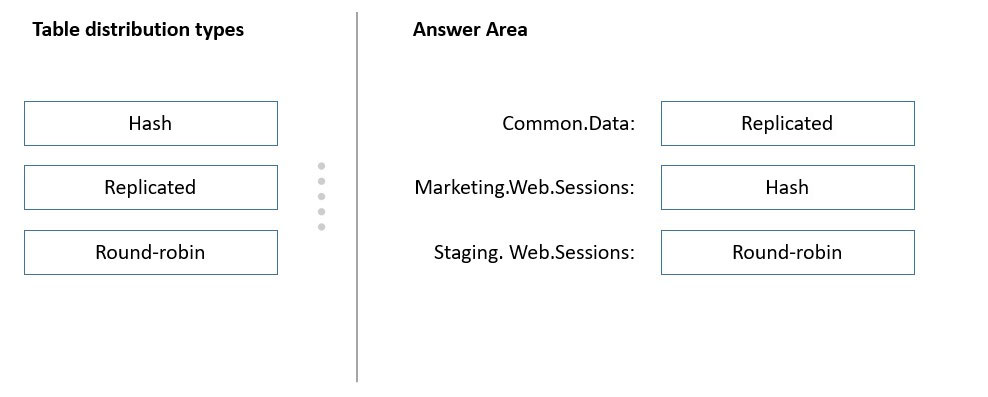 Table distribution types
Answer Area
Hash
Replicated
Round-robin
Common.Data:
Replicated
Marketing.Web.Sessions:
Hash
Staging. Web.Sessions:
Round-robin